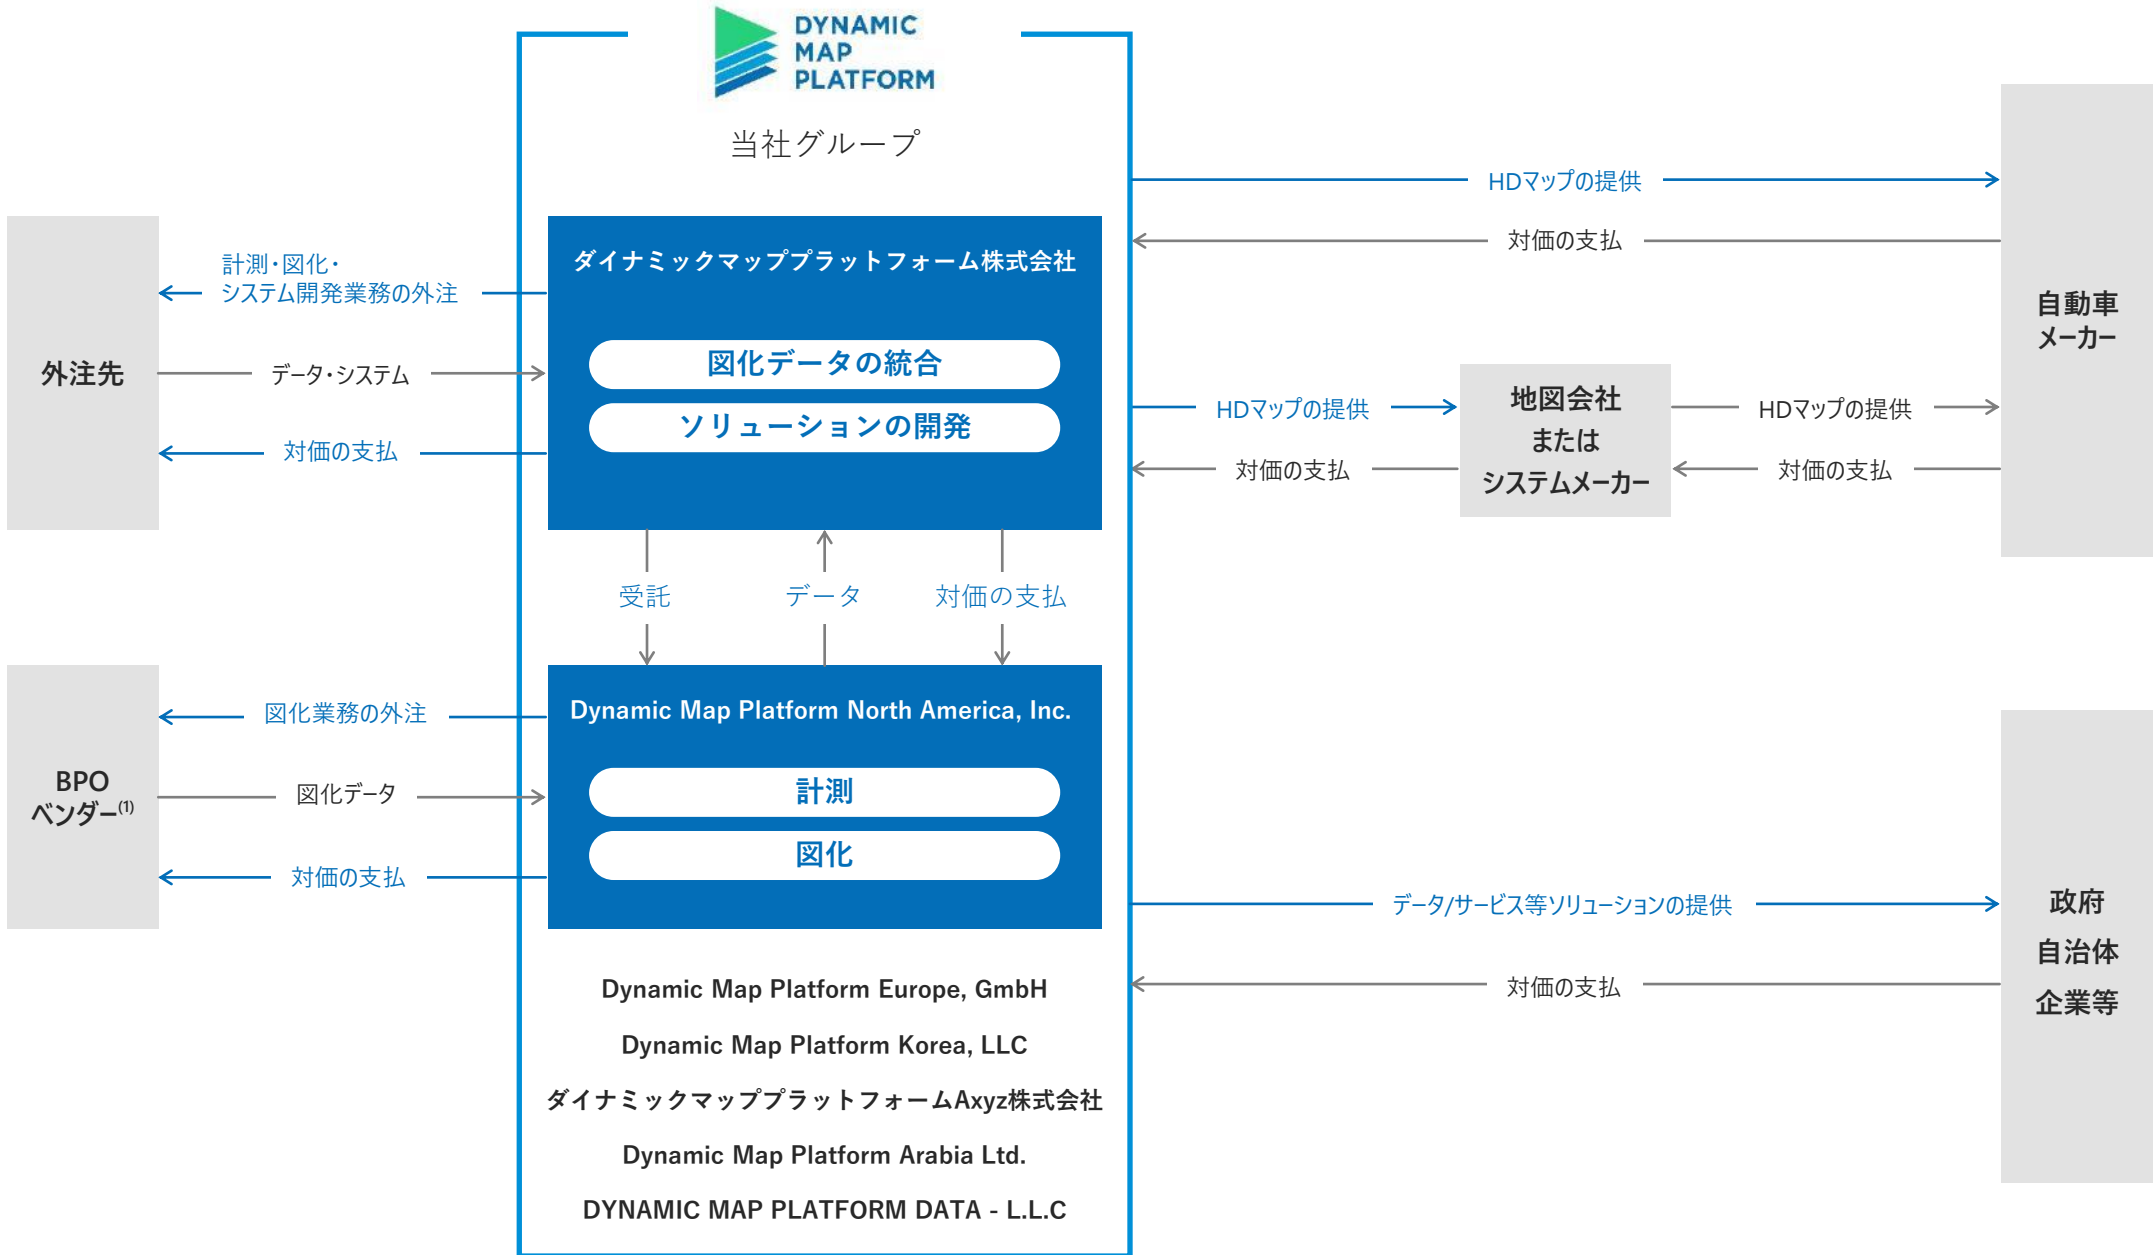 DYNAMIC
MAP
PLATFORM
当社グループ
ダイナミックマッププラットフォーム株式会社
図化データの統合
ソリューションの開発
外注先
計測・図化・
システム開発業務の外注
データ・システム
対価の支払
受託
データ
対価の支払
Dynamic Map Platform North America, Inc.
計測
図化
BPO
ベンダー(1)
図化業務の外注
図化データ
対価の支払
Dynamic Map Platform Europe, GmbH
Dynamic Map Platform Korea, LLC
ダイナミックマッププラットフォームAxyz株式会社
Dynamic Map Platform Arabia Ltd.
DYNAMIC MAP PLATFORM DATA - L.L.C
HDマップの提供
対価の支払
自動車
メーカー
HDマップの提供
対価の支払
地図会社
または
システムメーカー
HDマップの提供
対価の支払
データ/サービス等ソリューションの提供
対価の支払
政府
自治体
企業等